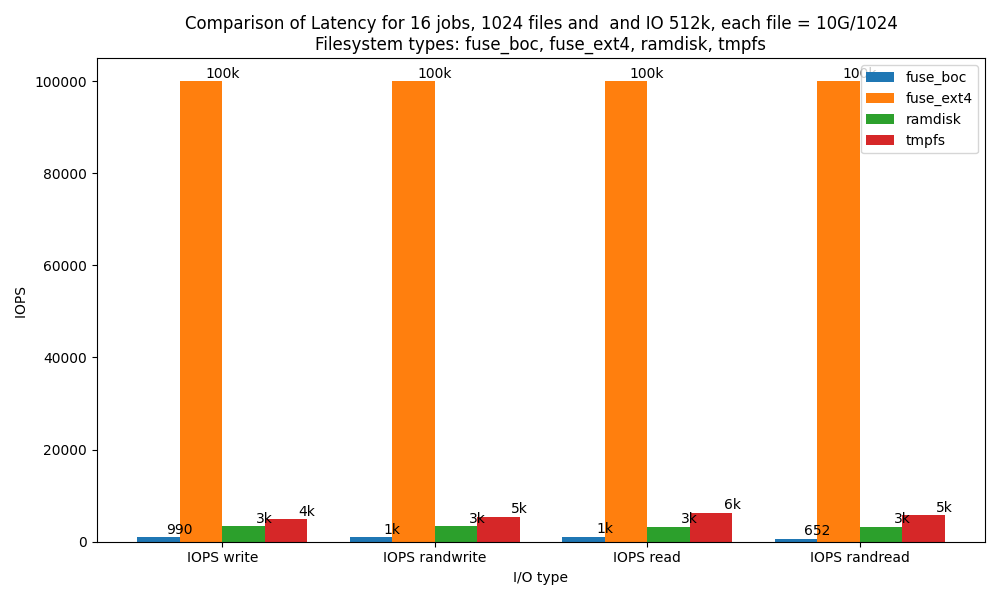 Comparison of Latency for 16 jobs, 1024 files and  and IO 512k, each file = 10G/1024
Filesystem types: fuse_boc, fuse_ext4, ramdisk, tmpfs
100k 100k 100k 100k
fuse_boc
fuse_ext4
ramdisk
tmpfs
100000
80000
60000
40000
20000
0
IOPS
990 3k 4k
1k 3k 5k
1k 3k 6k
652 3k 5k
IOPS write IOPS randwrite IOPS read IOPS randread
I/O type